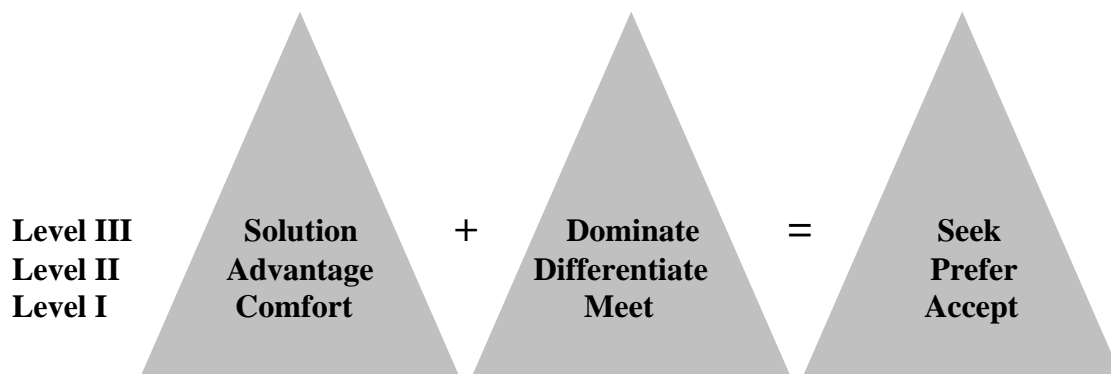 Level III Solution + Dominate = Seek
Level II Advantage Differentiate Prefer
Level I Comfort Meet Accept